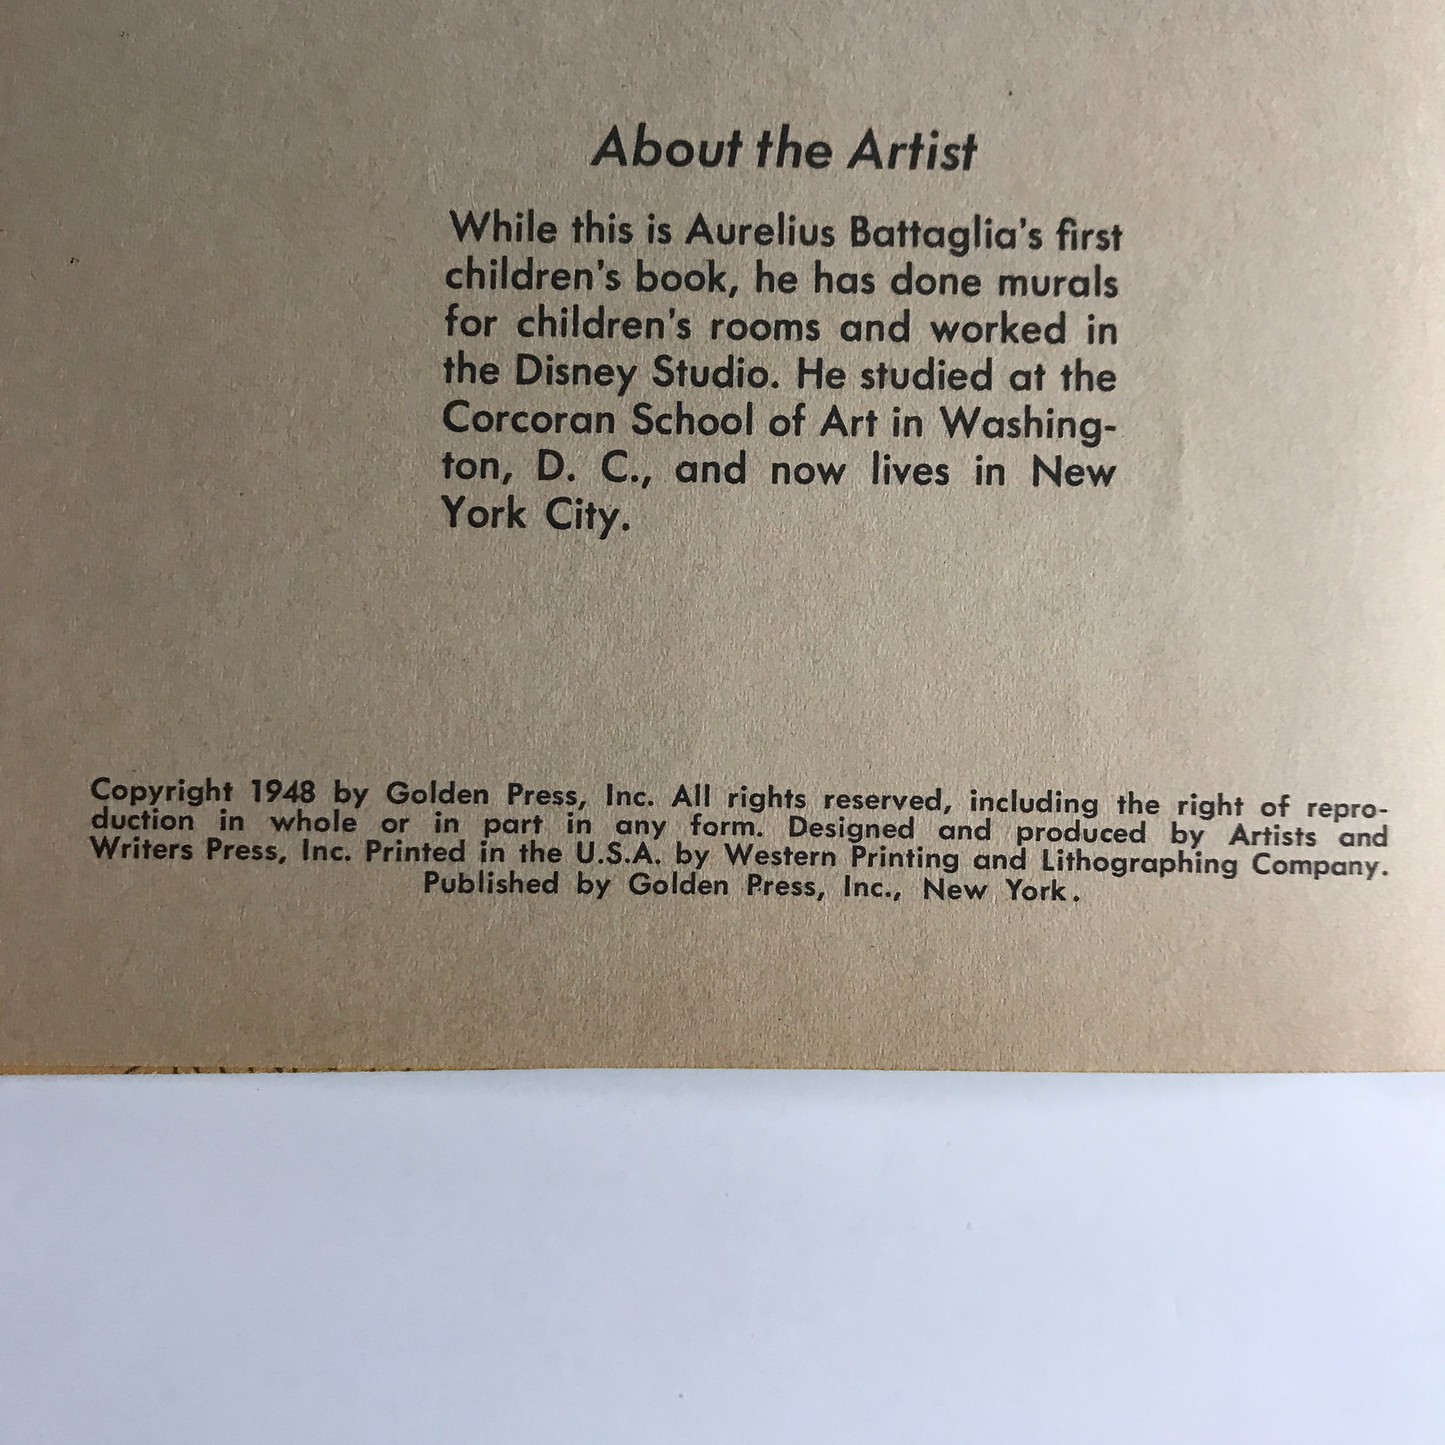 About the Artist
While this is Aurelius Battaglia's first
children's book, he has done murals
for children's rooms and worked in
the Disney Studio. He studied at the
Corcoran School of Art in Washing-
ton, D. C., and now lives in New
York City.
Copyright 1948 by Golden Press, Inc. All rights reserved, including the right of repro-
duction in whole or in part in any form. Designed and produced by Artists and
Writers Press, Inc. Printed in the U.S.A. by Western Printing and Lithographing Company.
Published by Golden Press, Inc., New York.